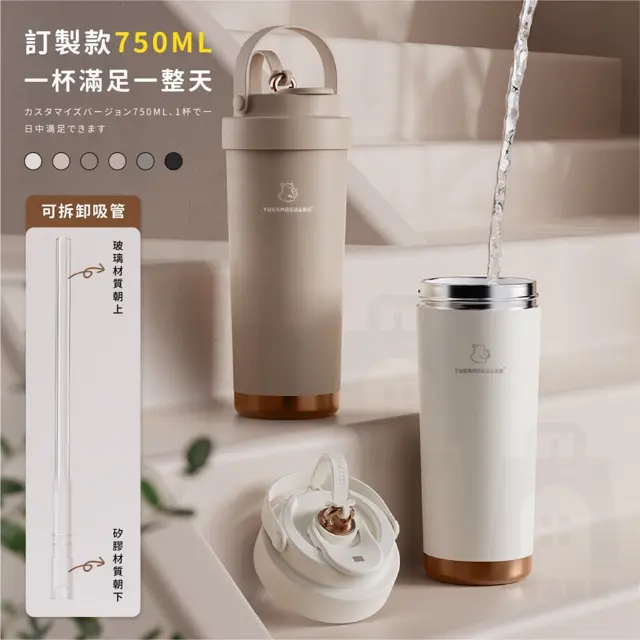 訂製款750ML
一杯滿足一整天
カスタマイズバージョン750ML、1杯で一
日中満足できます
可拆卸吸管
玻璃材質朝上
矽膠材質朝下
THERMOGUARD
THERMOGUARD